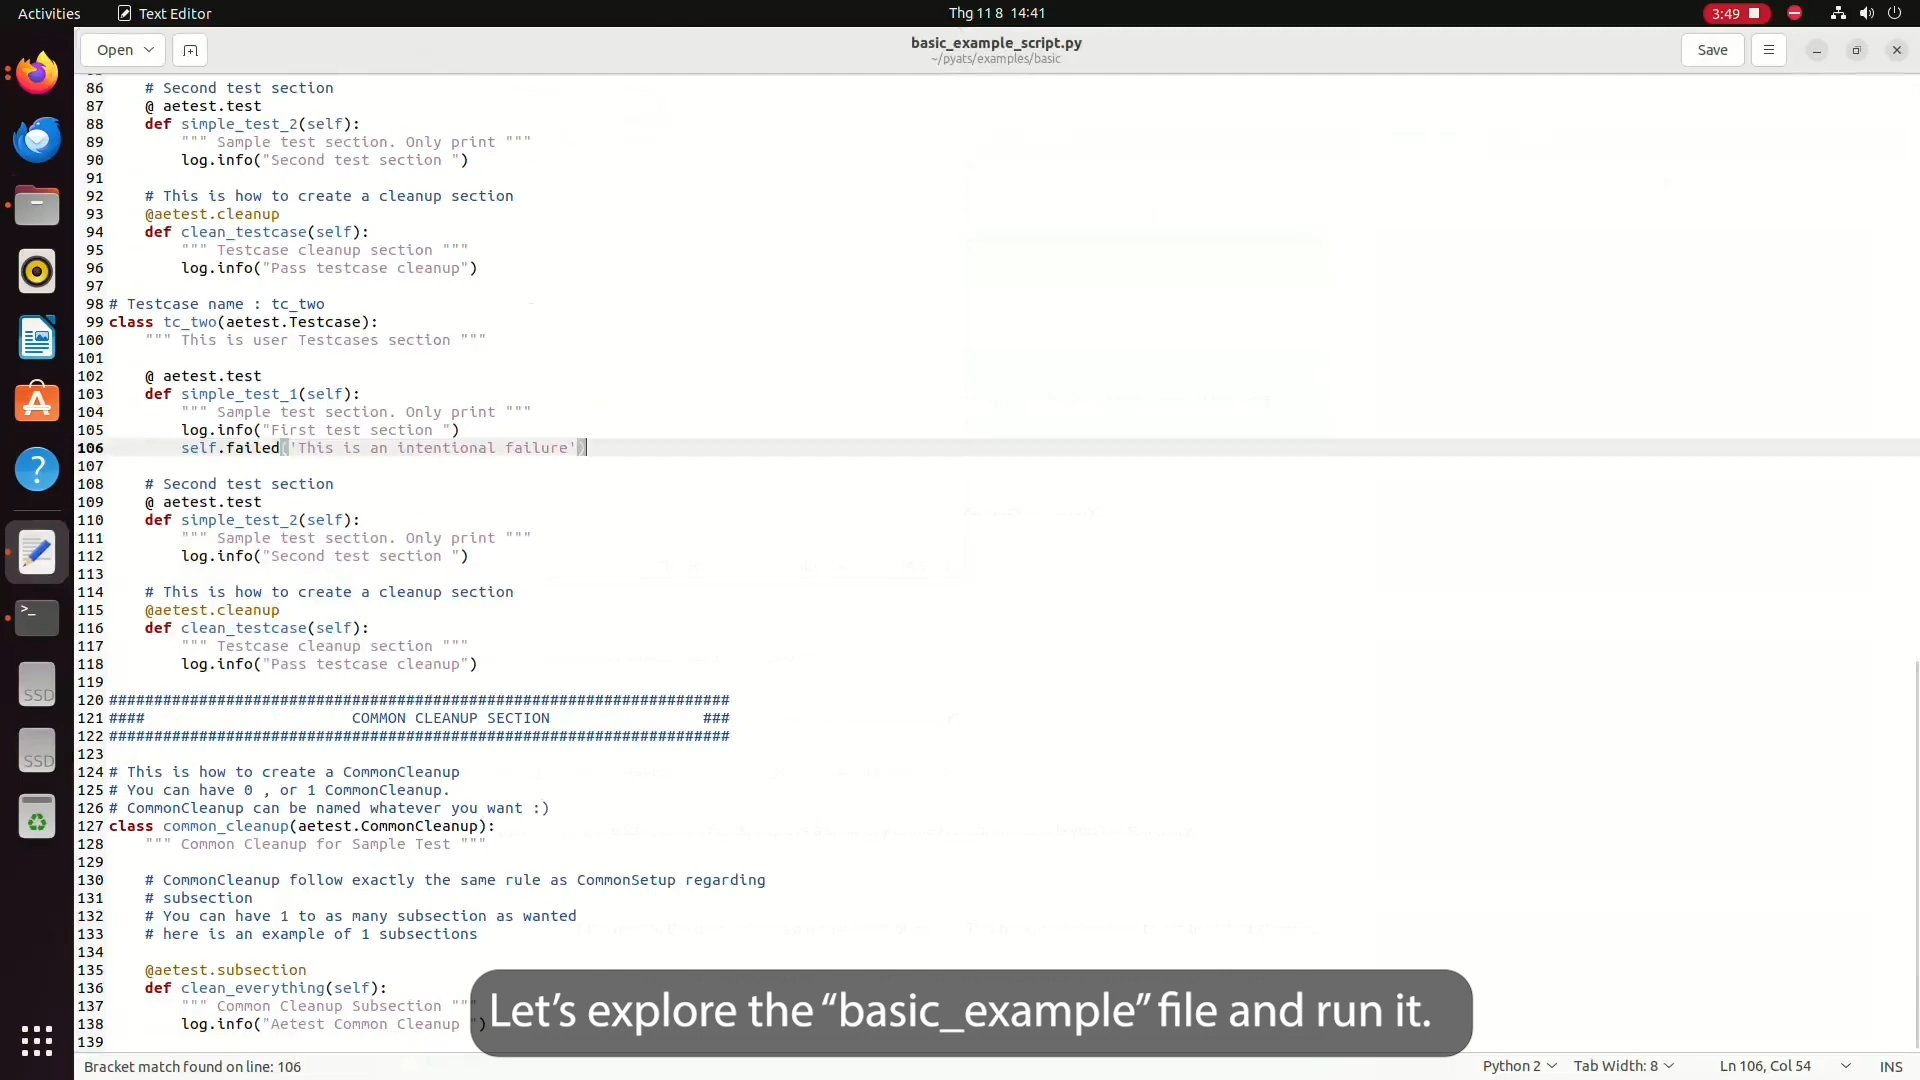 Activities
Text Editor
Thg 11 8 14:41
3:49
Open
basic_example_script.py
~/pyats/examples/basic
Save
86 # Second test section
87 @ aetest.test
88 def simple_test_2(self):
89 """ Sample test section. Only print """
90 log.info("Second test section ")
91
92 # This is how to create a cleanup section
93 @aetest.cleanup
94 def clean_testcase(self):
95 """ Testcase cleanup section """
96 log.info("Pass testcase cleanup")
97
98 # Testcase name : tc_two
99 class tc_two(aetest.Testcase):
100 """ This is user Testcases section """
101
102 @ aetest.test
103 def simple_test_1(self):
104 """ Sample test section. Only print """
105 log.info("First test section ")
106 self.failed('This is an intentional failure')
107
108 # Second test section
109 @ aetest.test
110 def simple_test_2(self):
111 """ Sample test section. Only print """
112 log.info("Second test section ")
113
114 # This is how to create a cleanup section
115 @aetest.cleanup
116 def clean_testcase(self):
117 """ Testcase cleanup section """
118 log.info("Pass testcase cleanup")
119
120 #####################################################################
121 #### COMMON CLEANUP SECTION ###
122 #####################################################################
123
124 # This is how to create a CommonCleanup
125 # You can have 0 , or 1 CommonCleanup.
126 # CommonCleanup can be named whatever you want :)
127 class common_cleanup(aetest.CommonCleanup):
128 """ Common Cleanup for Sample Test """
129
130 # CommonCleanup follow exactly the same rule as CommonSetup regarding
131 # subsection
132 # You can have 1 to as many subsection as wanted
133 # here is an example of 1 subsections
134
135 @aetest.subsection
136 def clean_everything(self):
137 """ Common Cleanup Subsection """
138 log.info("Aetest Common Cleanup ")
139
Let's explore the “basic_example” file and run it.
SSD
SSD
Bracket match found on line: 106
Python 2
Tab Width: 8
Ln 106, Col 54
INS